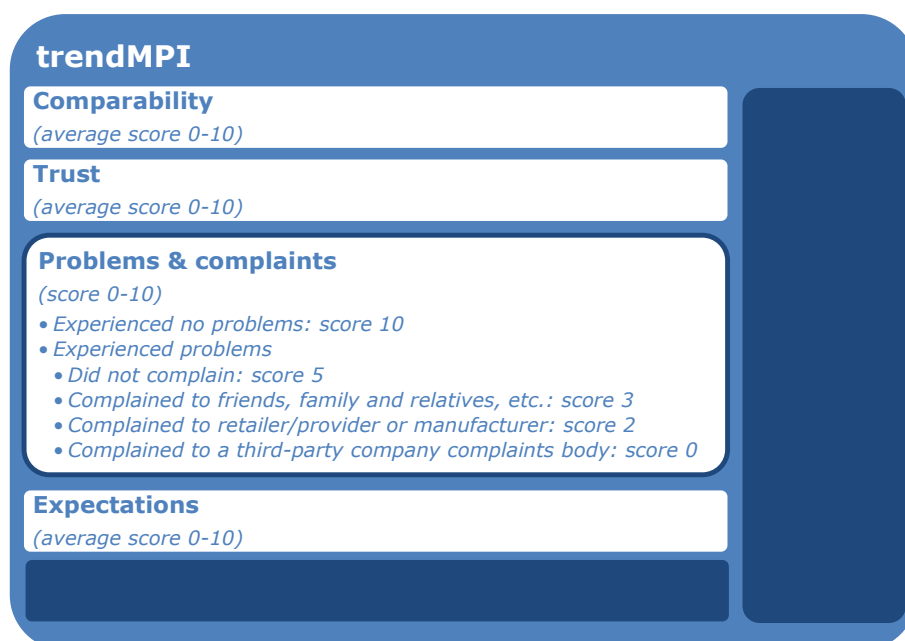 trendMPI
Comparability
(average score 0-10)
Trust
(average score 0-10)
Problems & complaints
(score 0-10)
• Experienced no problems: score 10
• Experienced problems
• Did not complain: score 5
• Complained to friends, family and relatives, etc.: score 3
• Complained to retailer/provider or manufacturer: score 2
• Complained to a third-party company complaints body: score 0
Expectations
(average score 0-10)